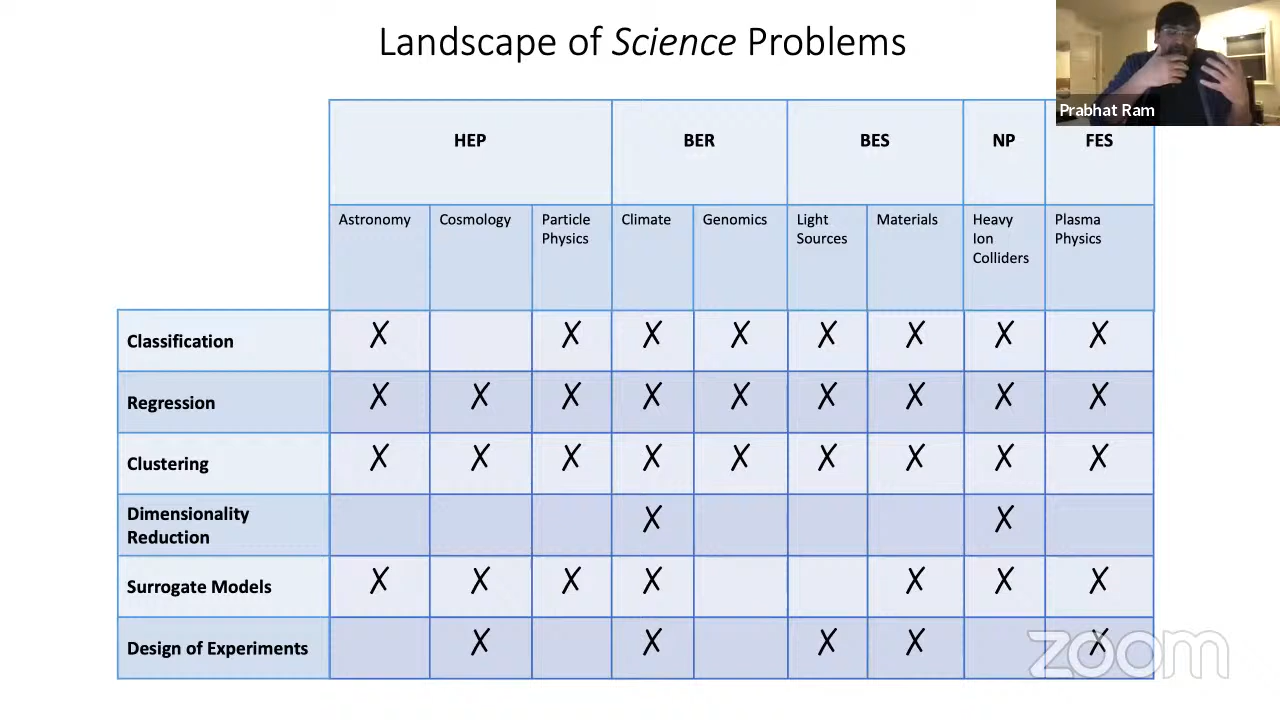 Landscape of Science Problems
Prabhat Ram
HEP BER BES NP FES
Astronomy Cosmology Particle Physics Climate Genomics Light Sources Materials Heavy Ion Colliders Plasma Physics
Classification X X X X X X X X
Regression X X X X X X X X X
Clustering X X X X X X X X X
Dimensionality Reduction X X
Surrogate Models X X X X X X X
Design of Experiments X X X X X
zoom